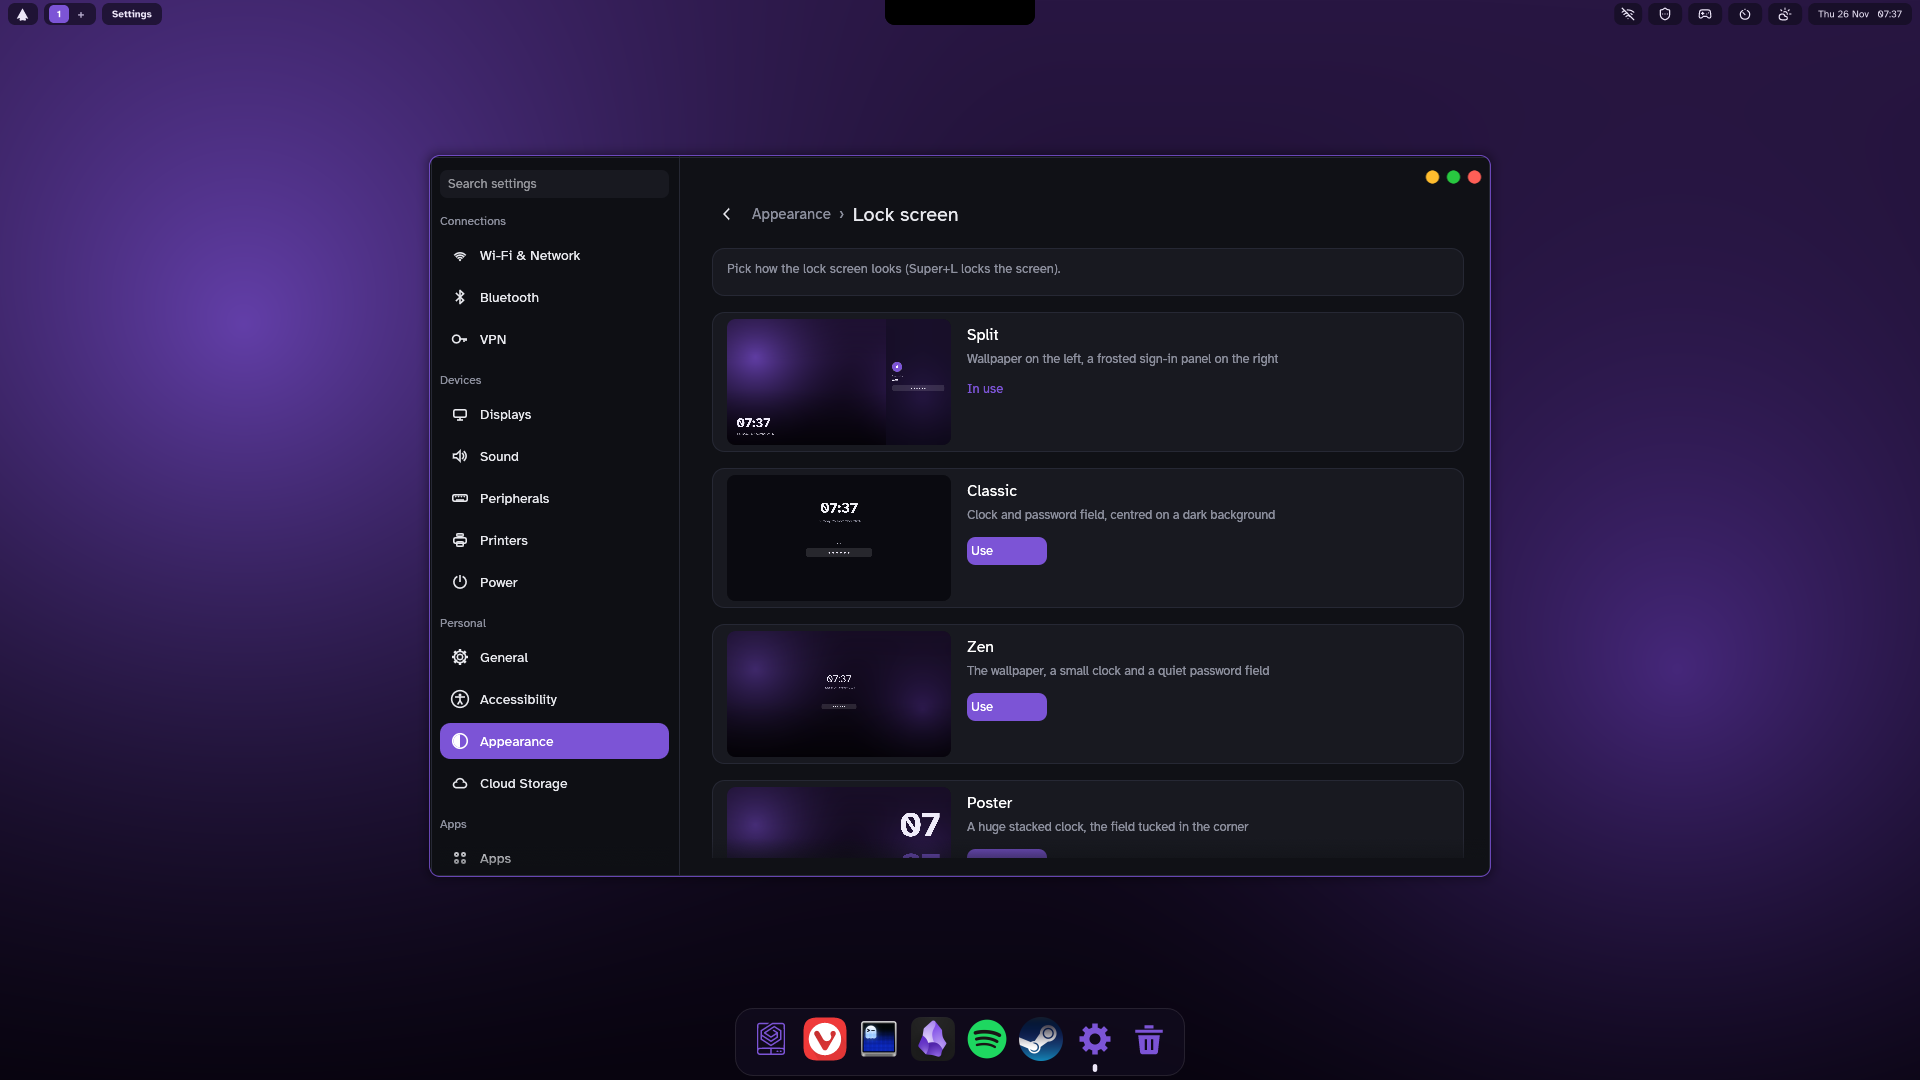 1 + Settings
Thu 26 Nov 07:37
Search settings
Connections
Wi-Fi & Network
Bluetooth
VPN
Devices
Displays
Sound
Peripherals
Printers
Power
Personal
General
Accessibility
Appearance
Cloud Storage
Apps
Apps
Appearance › Lock screen
Pick how the lock screen looks (Super+L locks the screen).
07:37
Split
Wallpaper on the left, a frosted sign-in panel on the right
In use
07:37
Classic
Clock and password field, centred on a dark background
Use
07:37
Zen
The wallpaper, a small clock and a quiet password field
Use
07
Poster
A huge stacked clock, the field tucked in the corner